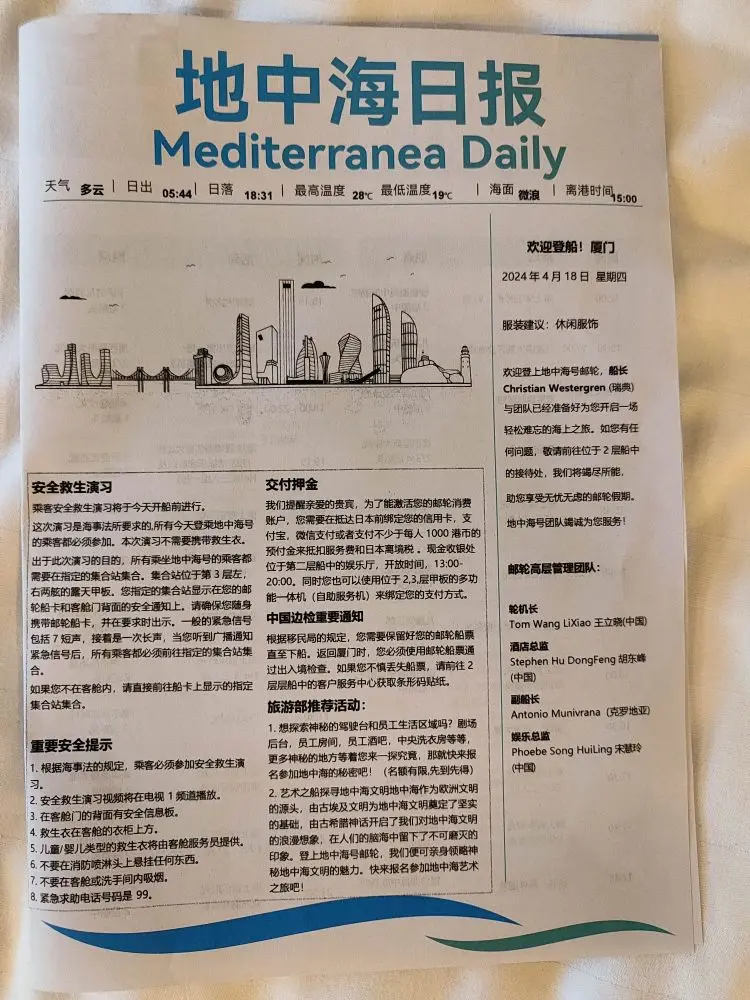 地中海日报
Mediterranea Daily
天气 多云 | 日出 05:44 | 日落 18:31 | 最高温度 28℃ 最低温度 19℃ | 海面 微浪 | 离港时间 15:00
欢迎登船！厦门
2024 年 4 月 18 日 星期四
服装建议：休闲服饰
欢迎登上地中海号邮轮，船长
Christian Westergren (瑞典)
与团队已经准备好为您开启一场
轻松难忘的海上之旅。如您有任
何问题，敬请前往位于 2 层船中
的接待处，我们将竭尽所能，
助您享受无忧无虑的邮轮假期。
地中海号团队竭诚为您服务！
邮轮高层管理团队：
轮机长
Tom Wang LiXiao 王立晓(中国)
酒店总监
Stephen Hu DongFeng 胡东峰
(中国)
副船长
Antonio Munivrana（克罗地亚)
娱乐总监
Phoebe Song HuiLing 宋慧玲
(中国)
安全救生演习
乘客安全救生演习将于今天开船前进行。
这次演习是海事法所要求的,所有今天登乘地中海号
的乘客都必须参加。本次演习不需要携带救生衣。
出于此次演习的目的，所有乘坐地中海号的乘客都
需要在指定的集合站集合。集合站位于第 3 层左，
右两舷的露天甲板。您指定的集合站显示在您的邮
轮船卡和客舱门背面的安全通知上。请确保您随身
携带邮轮船卡，并在要求时出示。一般的紧急信号
包括 7 短声，接着是一次长声，当您听到广播通知
紧急信号后，所有乘客都必须前往指定的集合站集
合。
如果您不在客舱内，请直接前往船卡上显示的指定
集合站集合。
重要安全提示
1. 根据海事法的规定，乘客必须参加安全救生演
习。
2. 安全救生演习视频将在电视 1 频道播放。
3. 在客舱门的背面有安全信息板。
4. 救生衣在客舱的衣柜上方。
5. 儿童/婴儿类型的救生衣将由客舱服务员提供。
6. 不要在消防喷淋头上悬挂任何东西。
7. 不要在客舱或洗手间内吸烟。
8. 紧急求助电话号码是 99。
交付押金
我们提醒亲爱的贵宾，为了能激活您的邮轮消费
账户，您需要在抵达日本前绑定您的信用卡，支
付宝，微信支付或者支付不少于每人 1000 港币的
预付金来抵扣服务费和日本离境税 。现金收银处
位于第二层船中的娱乐厅，开放时间，13:00-
20:00。同时您也可以使用位于 2,3,层甲板的多功
能一体机（自助服务机）来绑定您的支付方式。
中国边检重要通知
根据移民局的规定，您需要保留好您的邮轮船票
直至下船。返回厦门时，您必须使用邮轮船票通
过出入境检查。如果您不慎丢失船票，请前往 2
层层船中的客户服务中心获取条形码贴纸。
旅游部推荐活动：
1. 想探索神秘的驾驶台和员工生活区域吗？剧场
后台，员工房间，员工酒吧，中央洗衣房等等，
更多神秘的地方等着您来一探究竟，那就快来报
名参加地中海的秘密吧！（名额有限,先到先得）
2. 艺术之船探寻地中海文明地中海作为欧洲文明
的源头，由古埃及文明为地中海文明奠定了坚实
的基础，由古希腊神话开启了我们对地中海文明
的浪漫想象，在人们的脑海中留下了不可磨灭的
印象。登上地中海号邮轮，我们便可亲身领略神
秘地中海文明的魅力。快来报名参加地中海艺术
之旅吧！